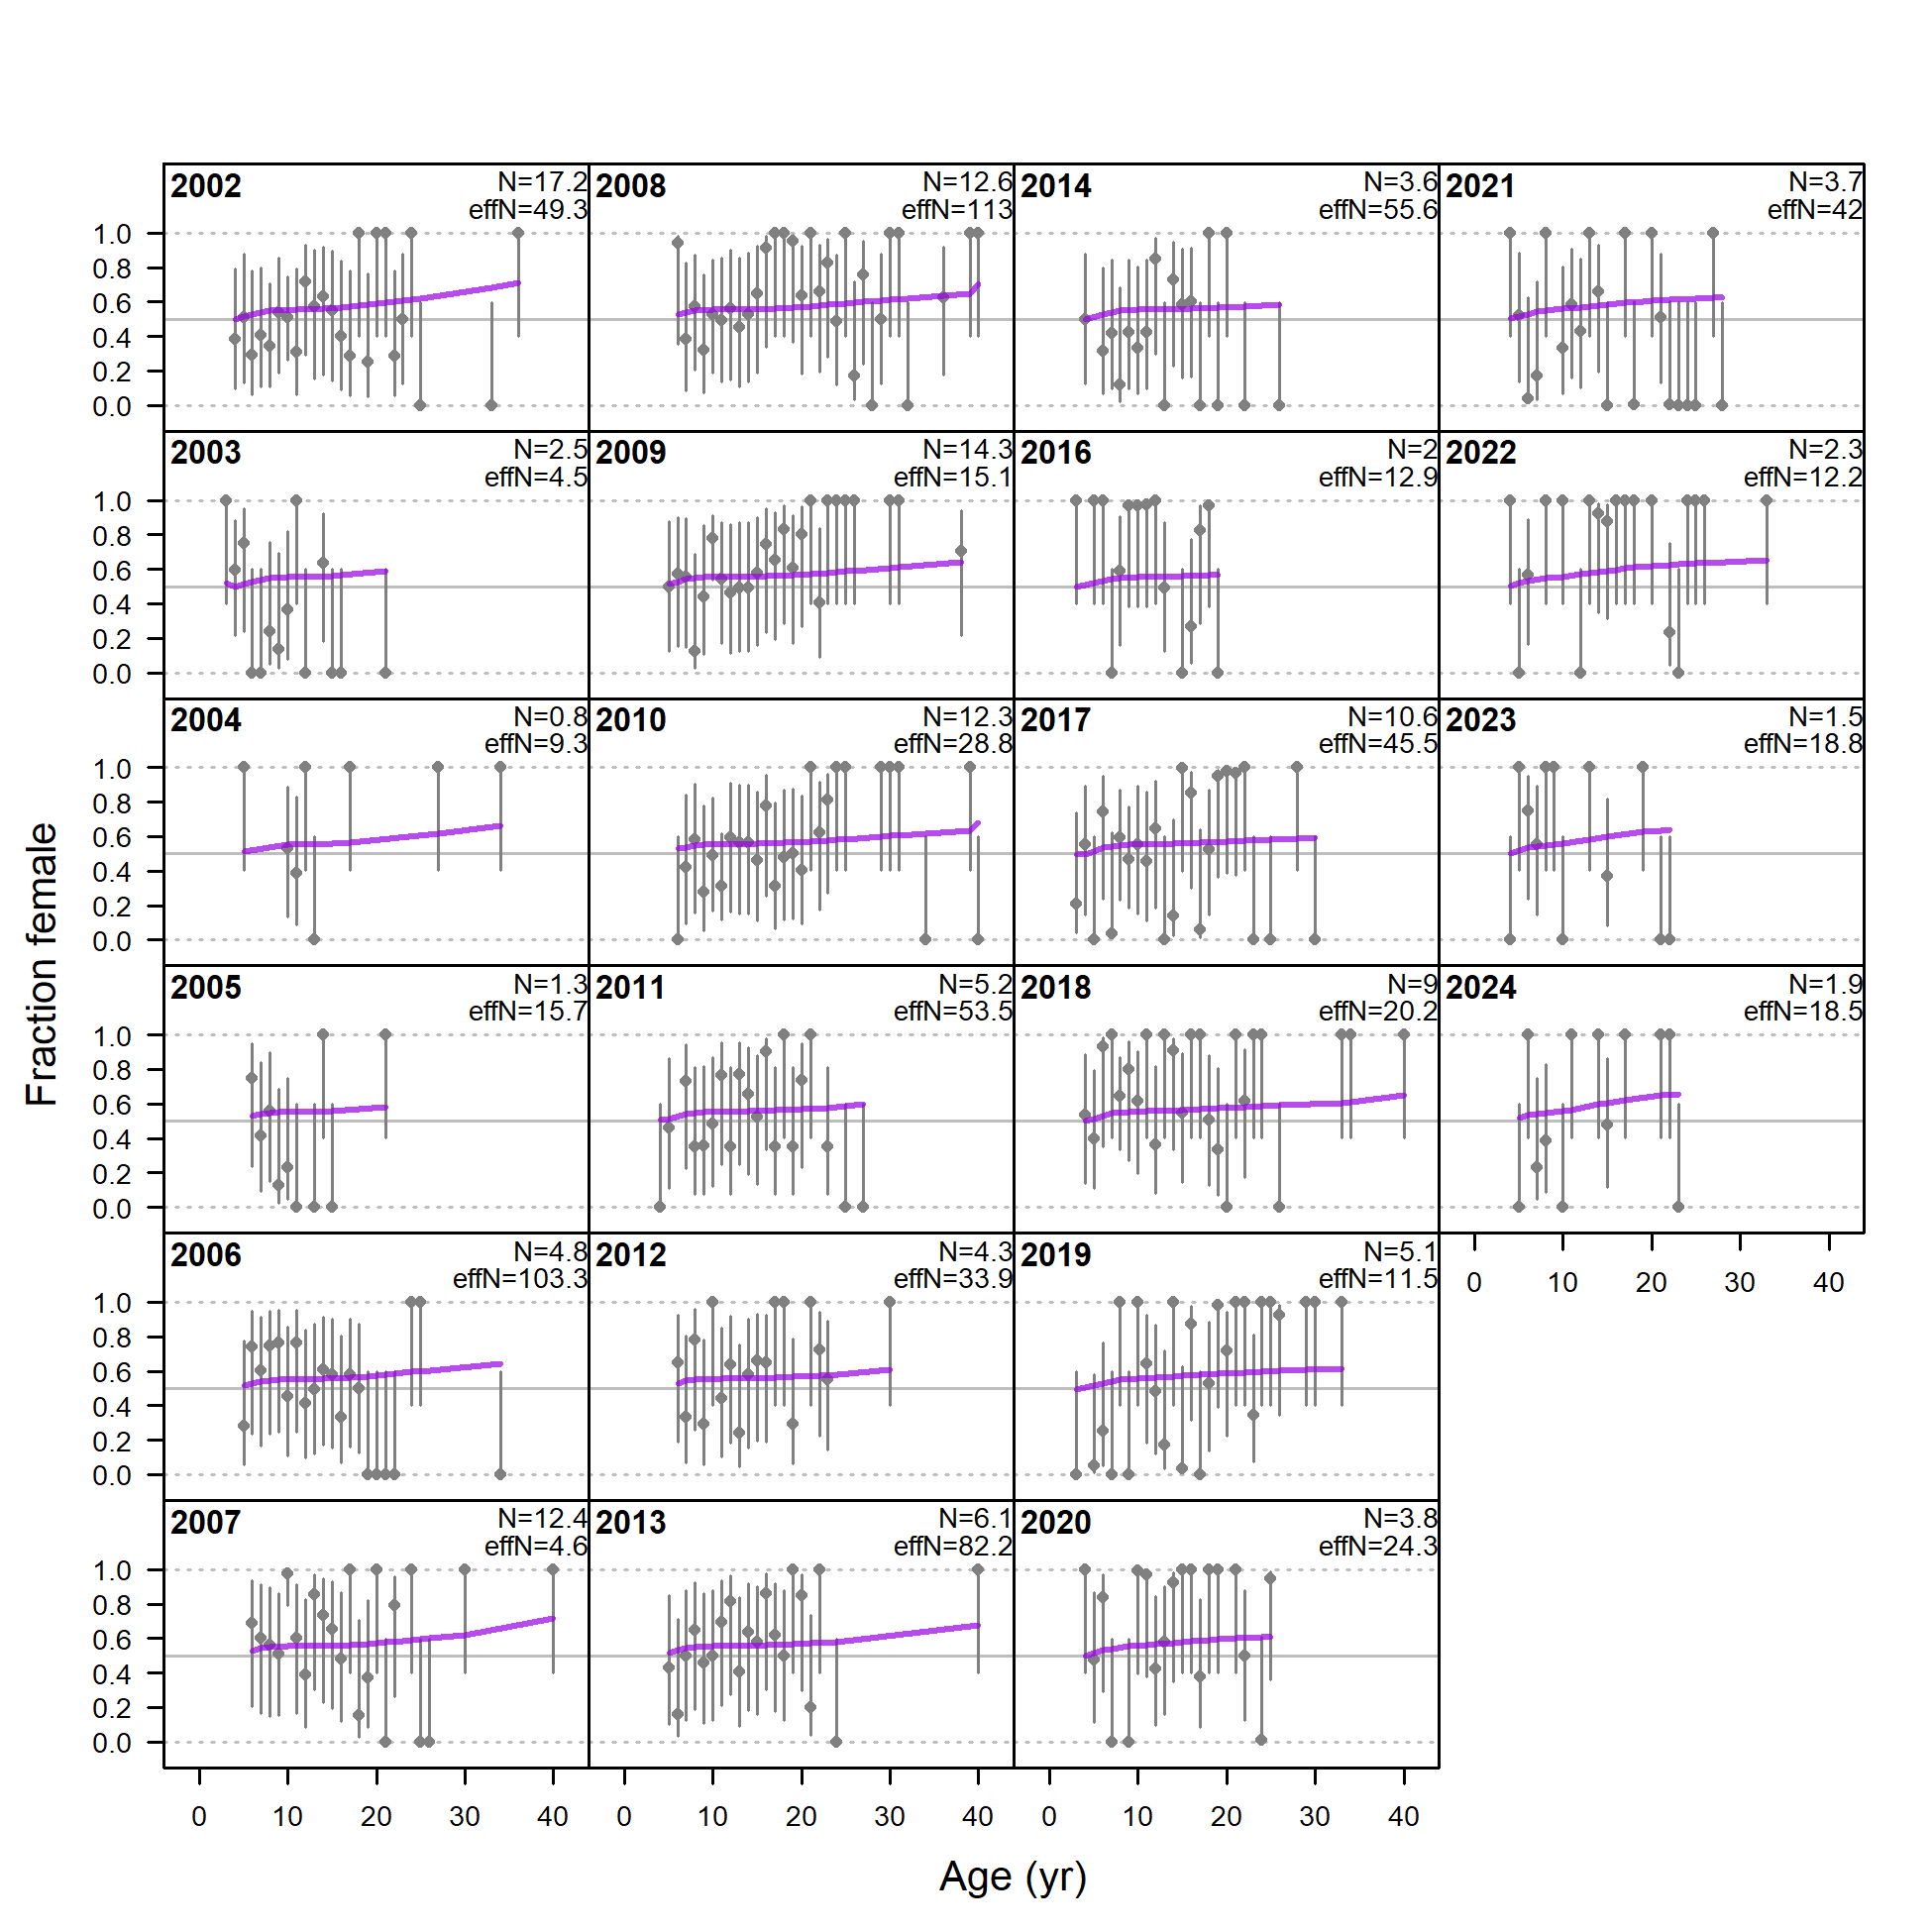 2002
N=17.2
effN=49.3
2008
N=12.6
effN=113
2014
N=3.6
effN=55.6
2021
N=3.7
effN=42
1.0
0.8
0.6
0.4
0.2
0.0
2003
N=2.5
effN=4.5
2009
N=14.3
effN=15.1
2016
N=2
effN=12.9
2022
N=2.3
effN=12.2
1.0
0.8
0.6
0.4
0.2
0.0
2004
N=0.8
effN=9.3
2010
N=12.3
effN=28.8
2017
N=10.6
effN=45.5
2023
N=1.5
effN=18.8
1.0
0.8
0.6
0.4
0.2
0.0
2005
N=1.3
effN=15.7
2011
N=5.2
effN=53.5
2018
N=9
effN=20.2
2024
N=1.9
effN=18.5
1.0
0.8
0.6
0.4
0.2
0.0
2006
N=4.8
effN=103.3
2012
N=4.3
effN=33.9
2019
N=5.1
effN=11.5
0 10 20 30 40
1.0
0.8
0.6
0.4
0.2
0.0
2007
N=12.4
effN=4.6
2013
N=6.1
effN=82.2
2020
N=3.8
effN=24.3
1.0
0.8
0.6
0.4
0.2
0.0
0 10 20 30 40
0 10 20 30 40
0 10 20 30 40
Fraction female
Age (yr)